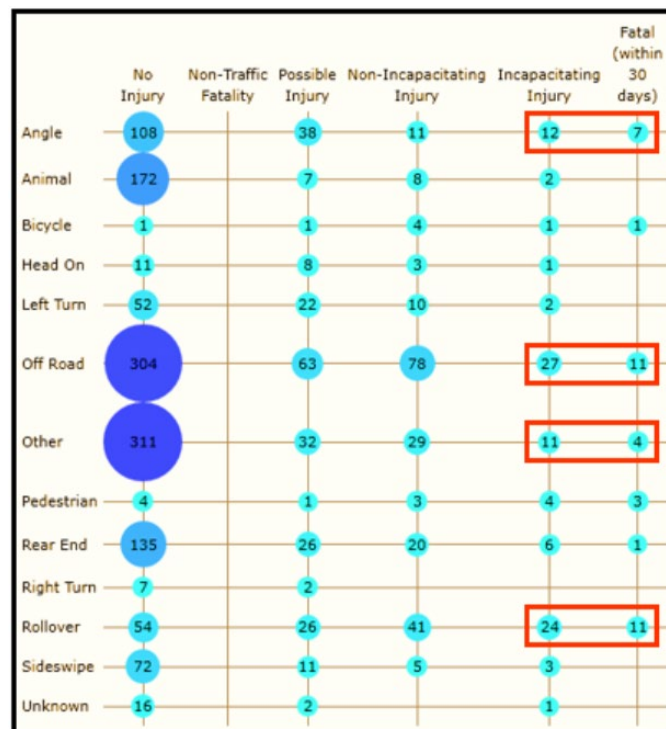 Fatal
(within
No Non-Traffic Possible Non-Incapacitating Incapacitating 30
Injury Fatality Injury Injury Injury days)
Angle 108 38 11 12 7
Animal 172 7 8 2
Bicycle 1 1 4 1 1
Head On 11 8 3 1
Left Turn 52 22 10 2
Off Road 304 63 78 27 11
Other 311 32 29 11 4
Pedestrian 4 1 3 4 3
Rear End 135 26 20 6 1
Right Turn 7 2
Rollover 54 26 41 24 11
Sideswipe 72 11 5 3
Unknown 16 2 1